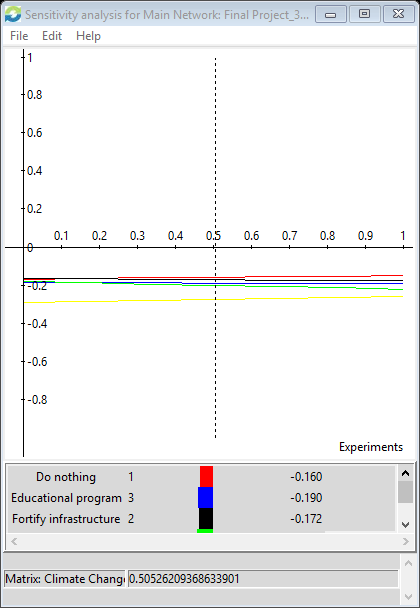 Sensitivity analysis for Main Network: Final Project_3...
File Edit Help
1
0.8
0.6
0.4
0.2
0.1 0.2 0.3 0.4 0.5 0.6 0.7 0.8 0.9 1
0
-0.2
-0.4
-0.6
-0.8
Experiments
Do nothing 1 -0.160
Educational program 3 -0.190
Fortify infrastructure 2 -0.172
Matrix: Climate Change 0.50526209368633901